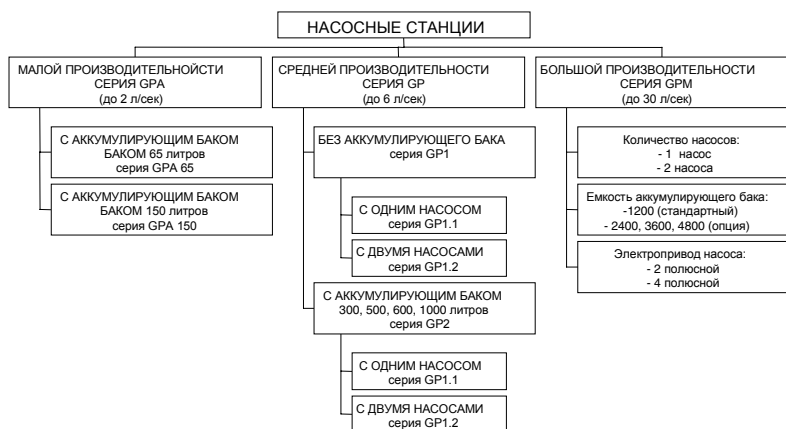 НАСОСНЫЕ СТАНЦИИ
МАЛОЙ ПРОИЗВОДИТЕЛЬНОЙСТИ
СЕРИЯ GPA
(до 2 л/сек)
С АККУМУЛИРУЮЩИМ БАКОМ
БАКОМ 65 литров
серия GPA 65
С АККУМУЛИРУЮЩИМ БАКОМ
БАКОМ 150 литров
серия GPA 150
СРЕДНЕЙ ПРОИЗВОДИТЕЛЬНОСТИ
СЕРИЯ GP
(до 6 л/сек)
БЕЗ АККУМУЛИРУЮЩЕГО БАКА
серия GP1
С ОДНИМ НАСОСОМ
серия GP1.1
С ДВУМЯ НАСОСАМИ
серия GP1.2
С АККУМУЛИРУЮЩИМ БАКОМ
300, 500, 600, 1000 литров
серия GP2
С ОДНИМ НАСОСОМ
серия GP1.1
С ДВУМЯ НАСОСАМИ
серия GP1.2
БОЛЬШОЙ ПРОИЗВОДИТЕЛЬНОСТИ
СЕРИЯ GPM
(до 30 л/сек)
Количество насосов:
- 1 насос
- 2 насоса
Емкость аккумулирующего бака:
-1200 (стандартный)
- 2400, 3600, 4800 (опция)
Электропривод насоса:
- 2 полюсной
- 4 полюсной